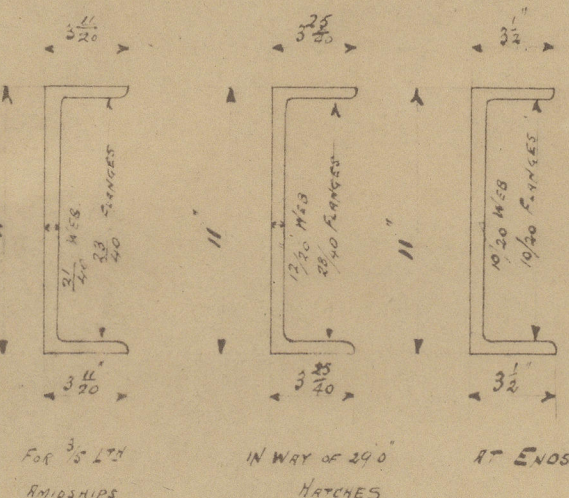 3 11/20
3 25/40
3 1/2"
21/40 WEB
23/40 FLANGES
11"
12/20 WEB
23/40 FLANGES
11"
10/20 WEB
10/20 FLANGES
3 11/20"
3 25/40
3 1/2"
FOR 3/5 LTH
AMIDSHIPS
IN WAY OF 29'0"
HATCHES
AT ENDS